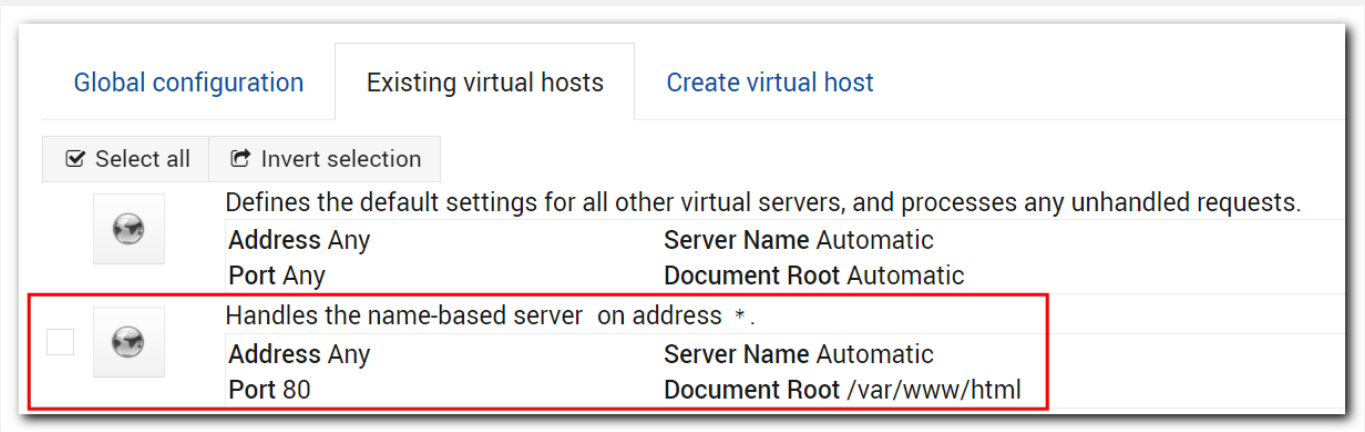 Global configuration Existing virtual hosts Create virtual host
Select all Invert selection
Defines the default settings for all other virtual servers, and processes any unhandled requests.
Address Any Server Name Automatic
Port Any Document Root Automatic
Handles the name-based server on address *.
Address Any Server Name Automatic
Port 80 Document Root /var/www/html